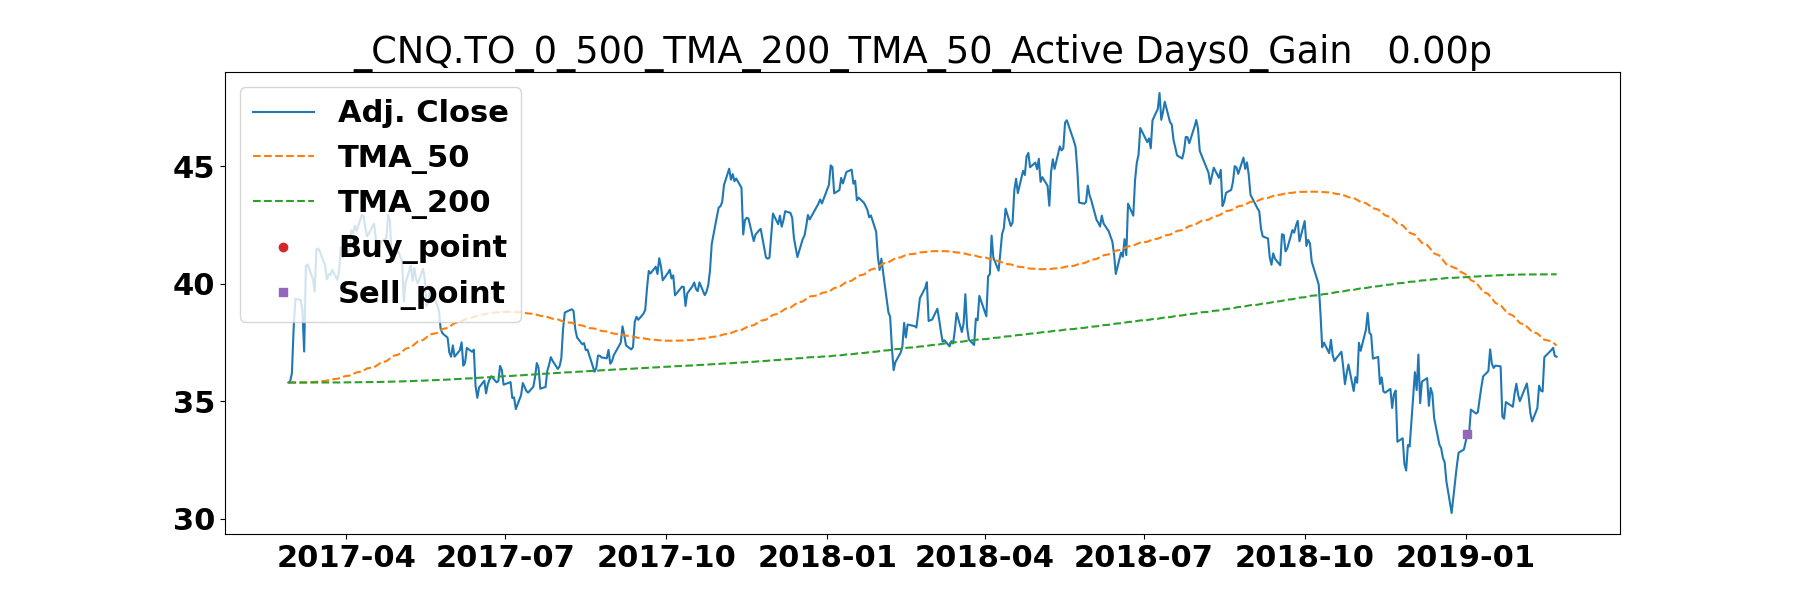 _CNQ.TO_0_500_TMA_200_TMA_50_Active Days0_Gain   0.00p
Adj. Close
TMA_50
TMA_200
Buy_point
Sell_point
45
40
35
30
2017-04 2017-07 2017-10 2018-01 2018-04 2018-07 2018-10 2019-01